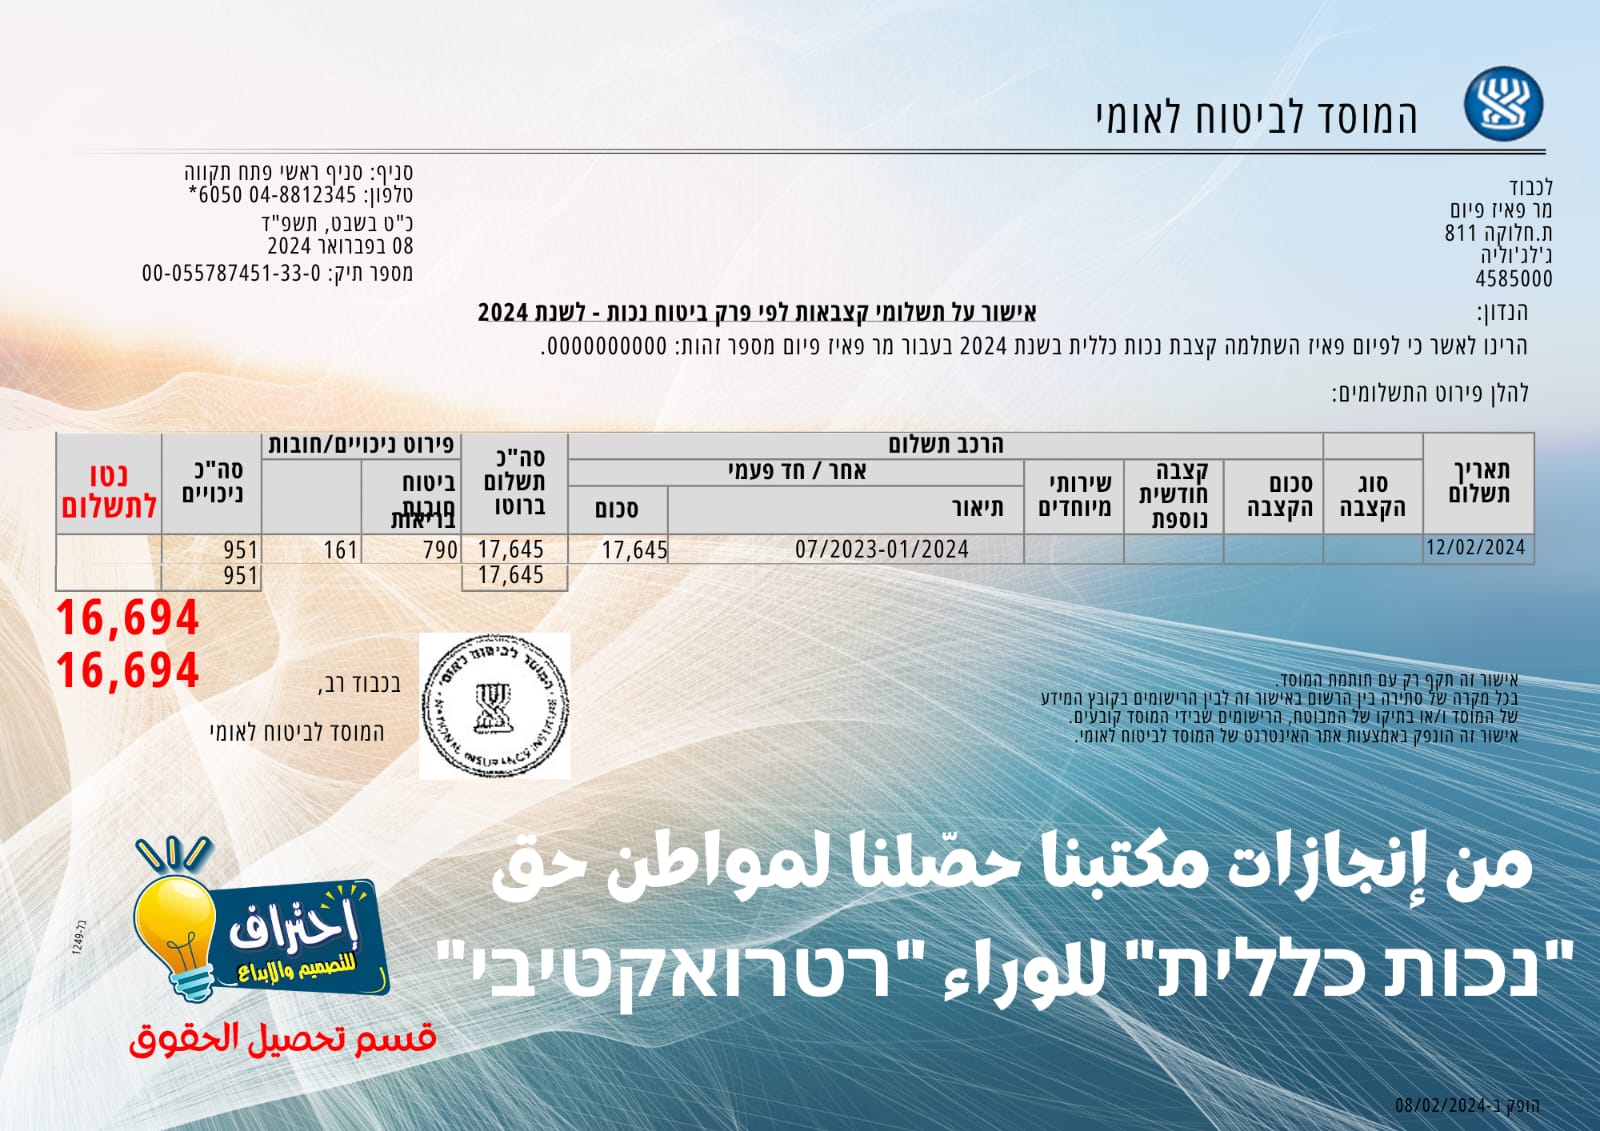 המוסד לביטוח לאומי
לכבוד
מר פאיז פיום
ת.חלוקה 811
ג'לג'וליה
4585000
סניף: סניף ראשי פתח תקווה
טלפון: 04-8812345 6050*
כ"ט בשבט, תשפ"ד
08 בפברואר 2024
מספר תיק: 00-055787451-33-0
הנדון:
אישור על תשלומי קצבאות לפי פרק ביטוח נכות - לשנת 2024
הרינו לאשר כי לפיום פאיז השתלמה קצבת נכות כללית בשנת 2024 בעבור מר פאיז פיום מספר זהות: 0000000000.
להלן פירוט התשלומים:
הרכב תשלום
פירוט ניכויים/חובות
תאריך תשלום
סוג הקצבה
סכום הקצבה
קצבה חודשית נוספת
שירותי מיוחדים
אחר / חד פעמי
תיאור
סכום
סה"כ תשלום ברוטו
ביטוח
חובות
בריאות
סה"כ ניכויים
נטו לתשלום
12/02/2024 07/2023-01/2024 17,645 17,645 790 161 951
17,645 951
16,694
16,694
בכבוד רב,
המוסד לביטוח לאומי
אישור זה תקף רק עם חותמת המוסד.
בכל מקרה של סתירה בין הרשום באישור זה לבין הרישומים בקובץ המידע
של המוסד ו/או בתיקו של המבוטח, הרישומים שבידי המוסד קובעים.
אישור זה הונפק באמצעות אתר האינטרנט של המוסד לביטוח לאומי.
من إنجازات مكتبنا حصّلنا لمواطن حق
"נכות כללית" للوراء "רטרואקטיבי"
إحتراف
للتصميم والإبداع
قسم تحصيل الحقوق
בל-1249
הופק ב-08/02/2024